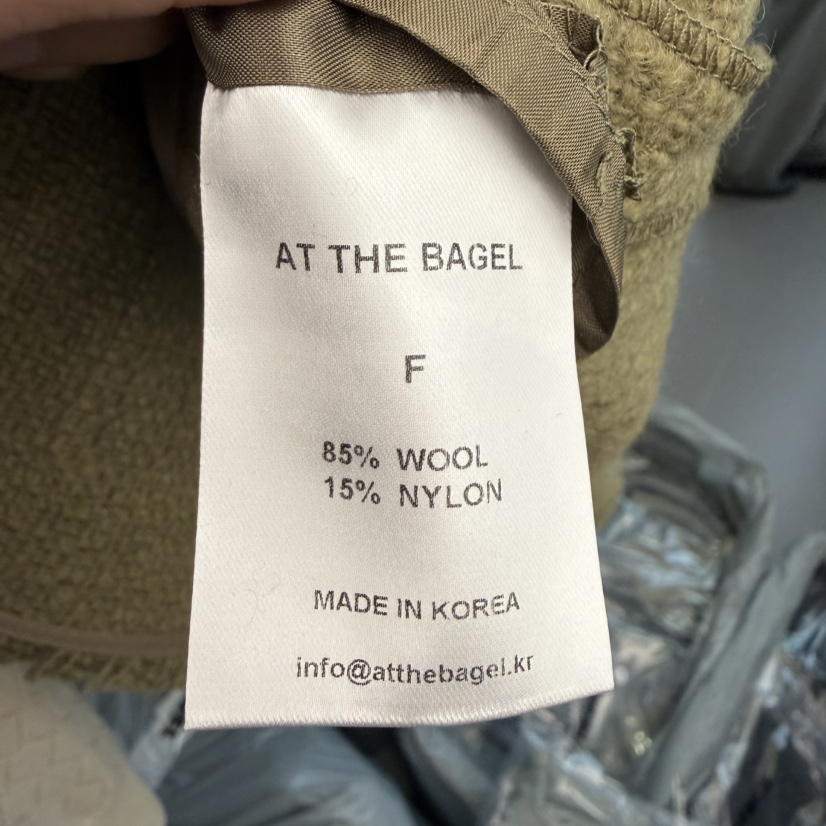 AT THE BAGEL
F
85% WOOL
15% NYLON
MADE IN KOREA
info@atthebagel.kr